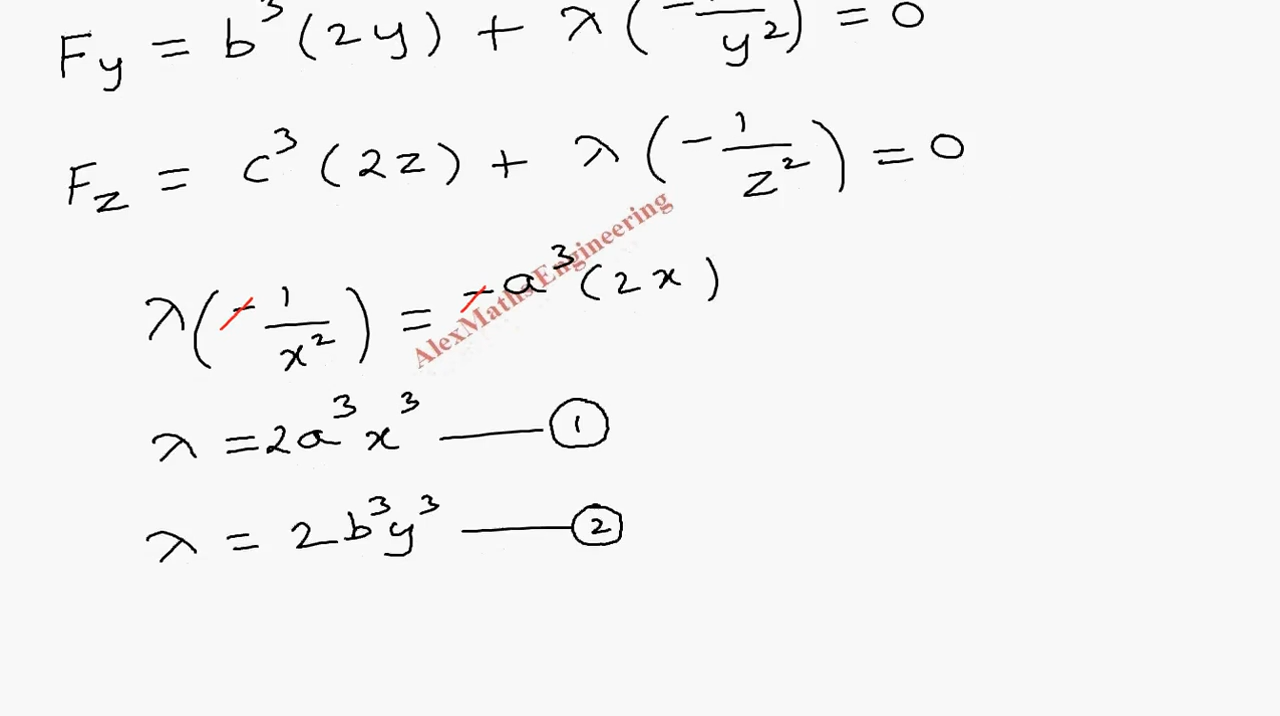 Fy = b³(2y) + λ(-—/y²) = 0
Fz = c³(2z) + λ(-1/z²) = 0
λ(-1/x²) = -a³(2x)
AlexMaths Engineering
λ = 2a³x³ —— ①
λ = 2b³y³ —— ②